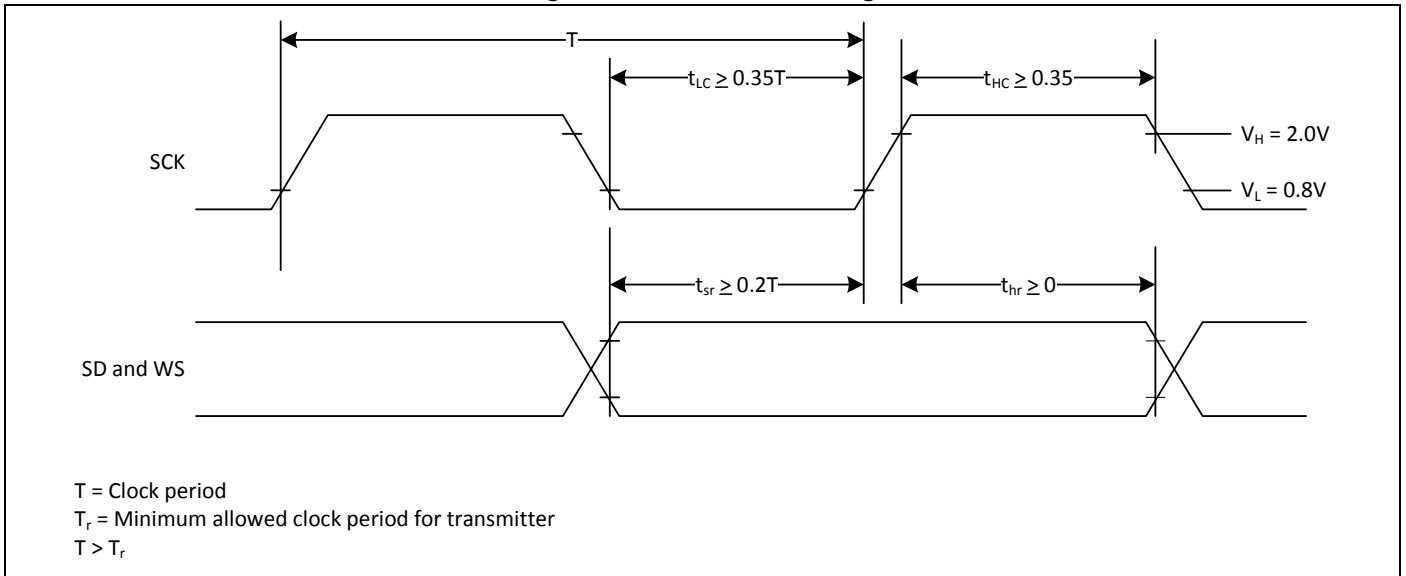 T
t_LC ≥ 0.35T
t_HC ≥ 0.35
V_H = 2.0V
SCK
V_L = 0.8V
t_sr ≥ 0.2T
t_hr ≥ 0
SD and WS
T = Clock period
T_r = Minimum allowed clock period for transmitter
T > T_r